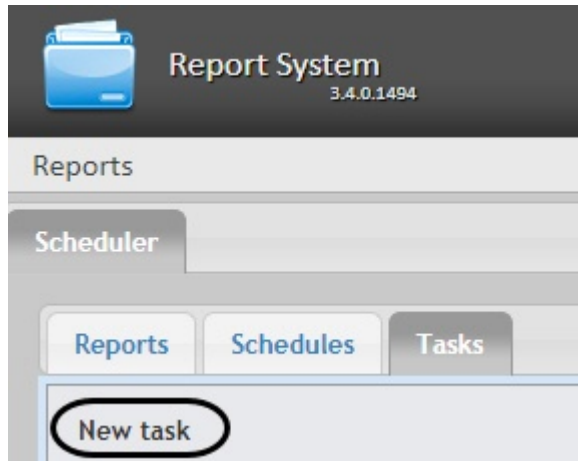 Report System
3.4.0.1494
Reports
Scheduler
Reports Schedules Tasks
New task